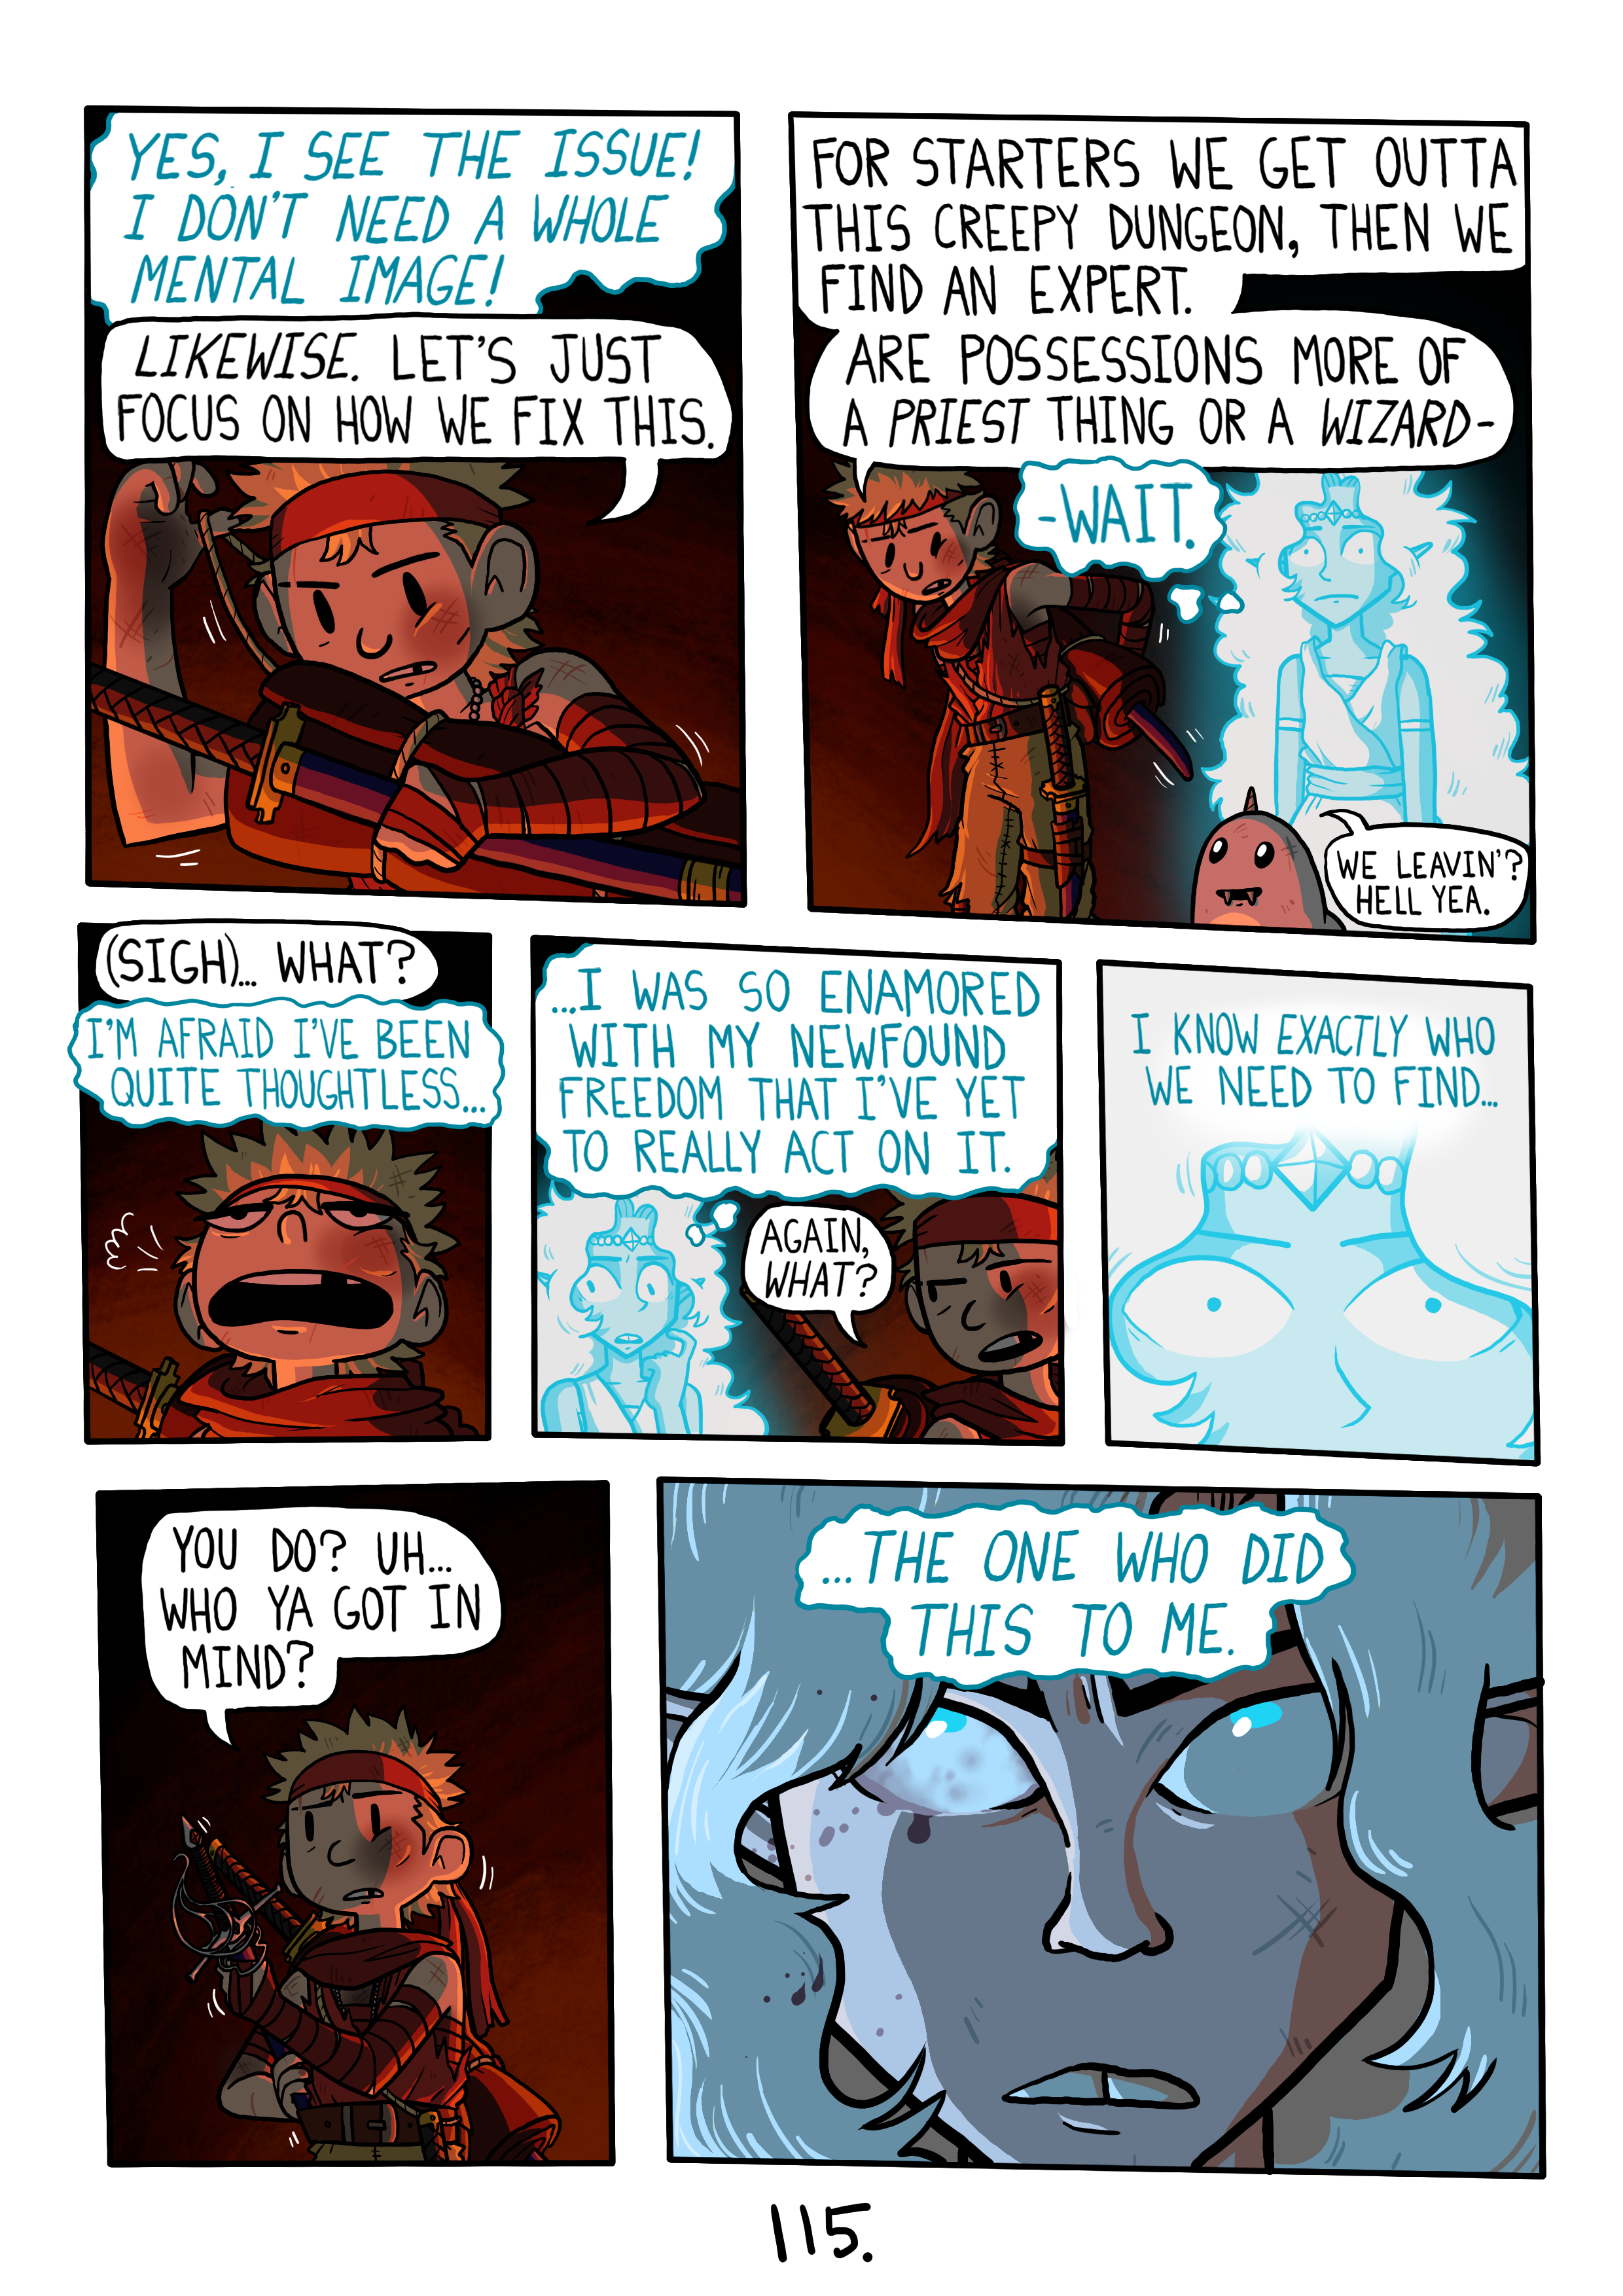 YES, I SEE THE ISSUE!
I DON'T NEED A WHOLE
MENTAL IMAGE!
LIKEWISE. LET'S JUST
FOCUS ON HOW WE FIX THIS.
FOR STARTERS WE GET OUTTA
THIS CREEPY DUNGEON, THEN WE
FIND AN EXPERT.
ARE POSSESSIONS MORE OF
A PRIEST THING OR A WIZARD-
-WAIT.
WE LEAVIN'?
HELL YEA.
(SIGH)... WHAT?
I'M AFRAID I'VE BEEN
QUITE THOUGHTLESS...
...I WAS SO ENAMORED
WITH MY NEWFOUND
FREEDOM THAT I'VE YET
TO REALLY ACT ON IT.
AGAIN,
WHAT?
I KNOW EXACTLY WHO
WE NEED TO FIND...
YOU DO? UH...
WHO YA GOT IN
MIND?
...THE ONE WHO DID
THIS TO ME.
115.